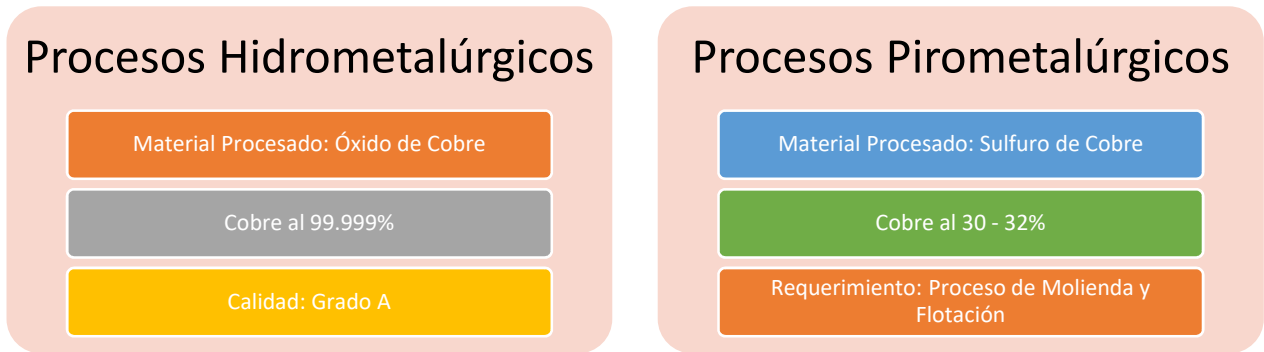 Procesos Hidrometalúrgicos
Material Procesado: Óxido de Cobre
Cobre al 99.999%
Calidad: Grado A
Procesos Pirometalúrgicos
Material Procesado: Sulfuro de Cobre
Cobre al 30 - 32%
Requerimiento: Proceso de Molienda y
Flotación